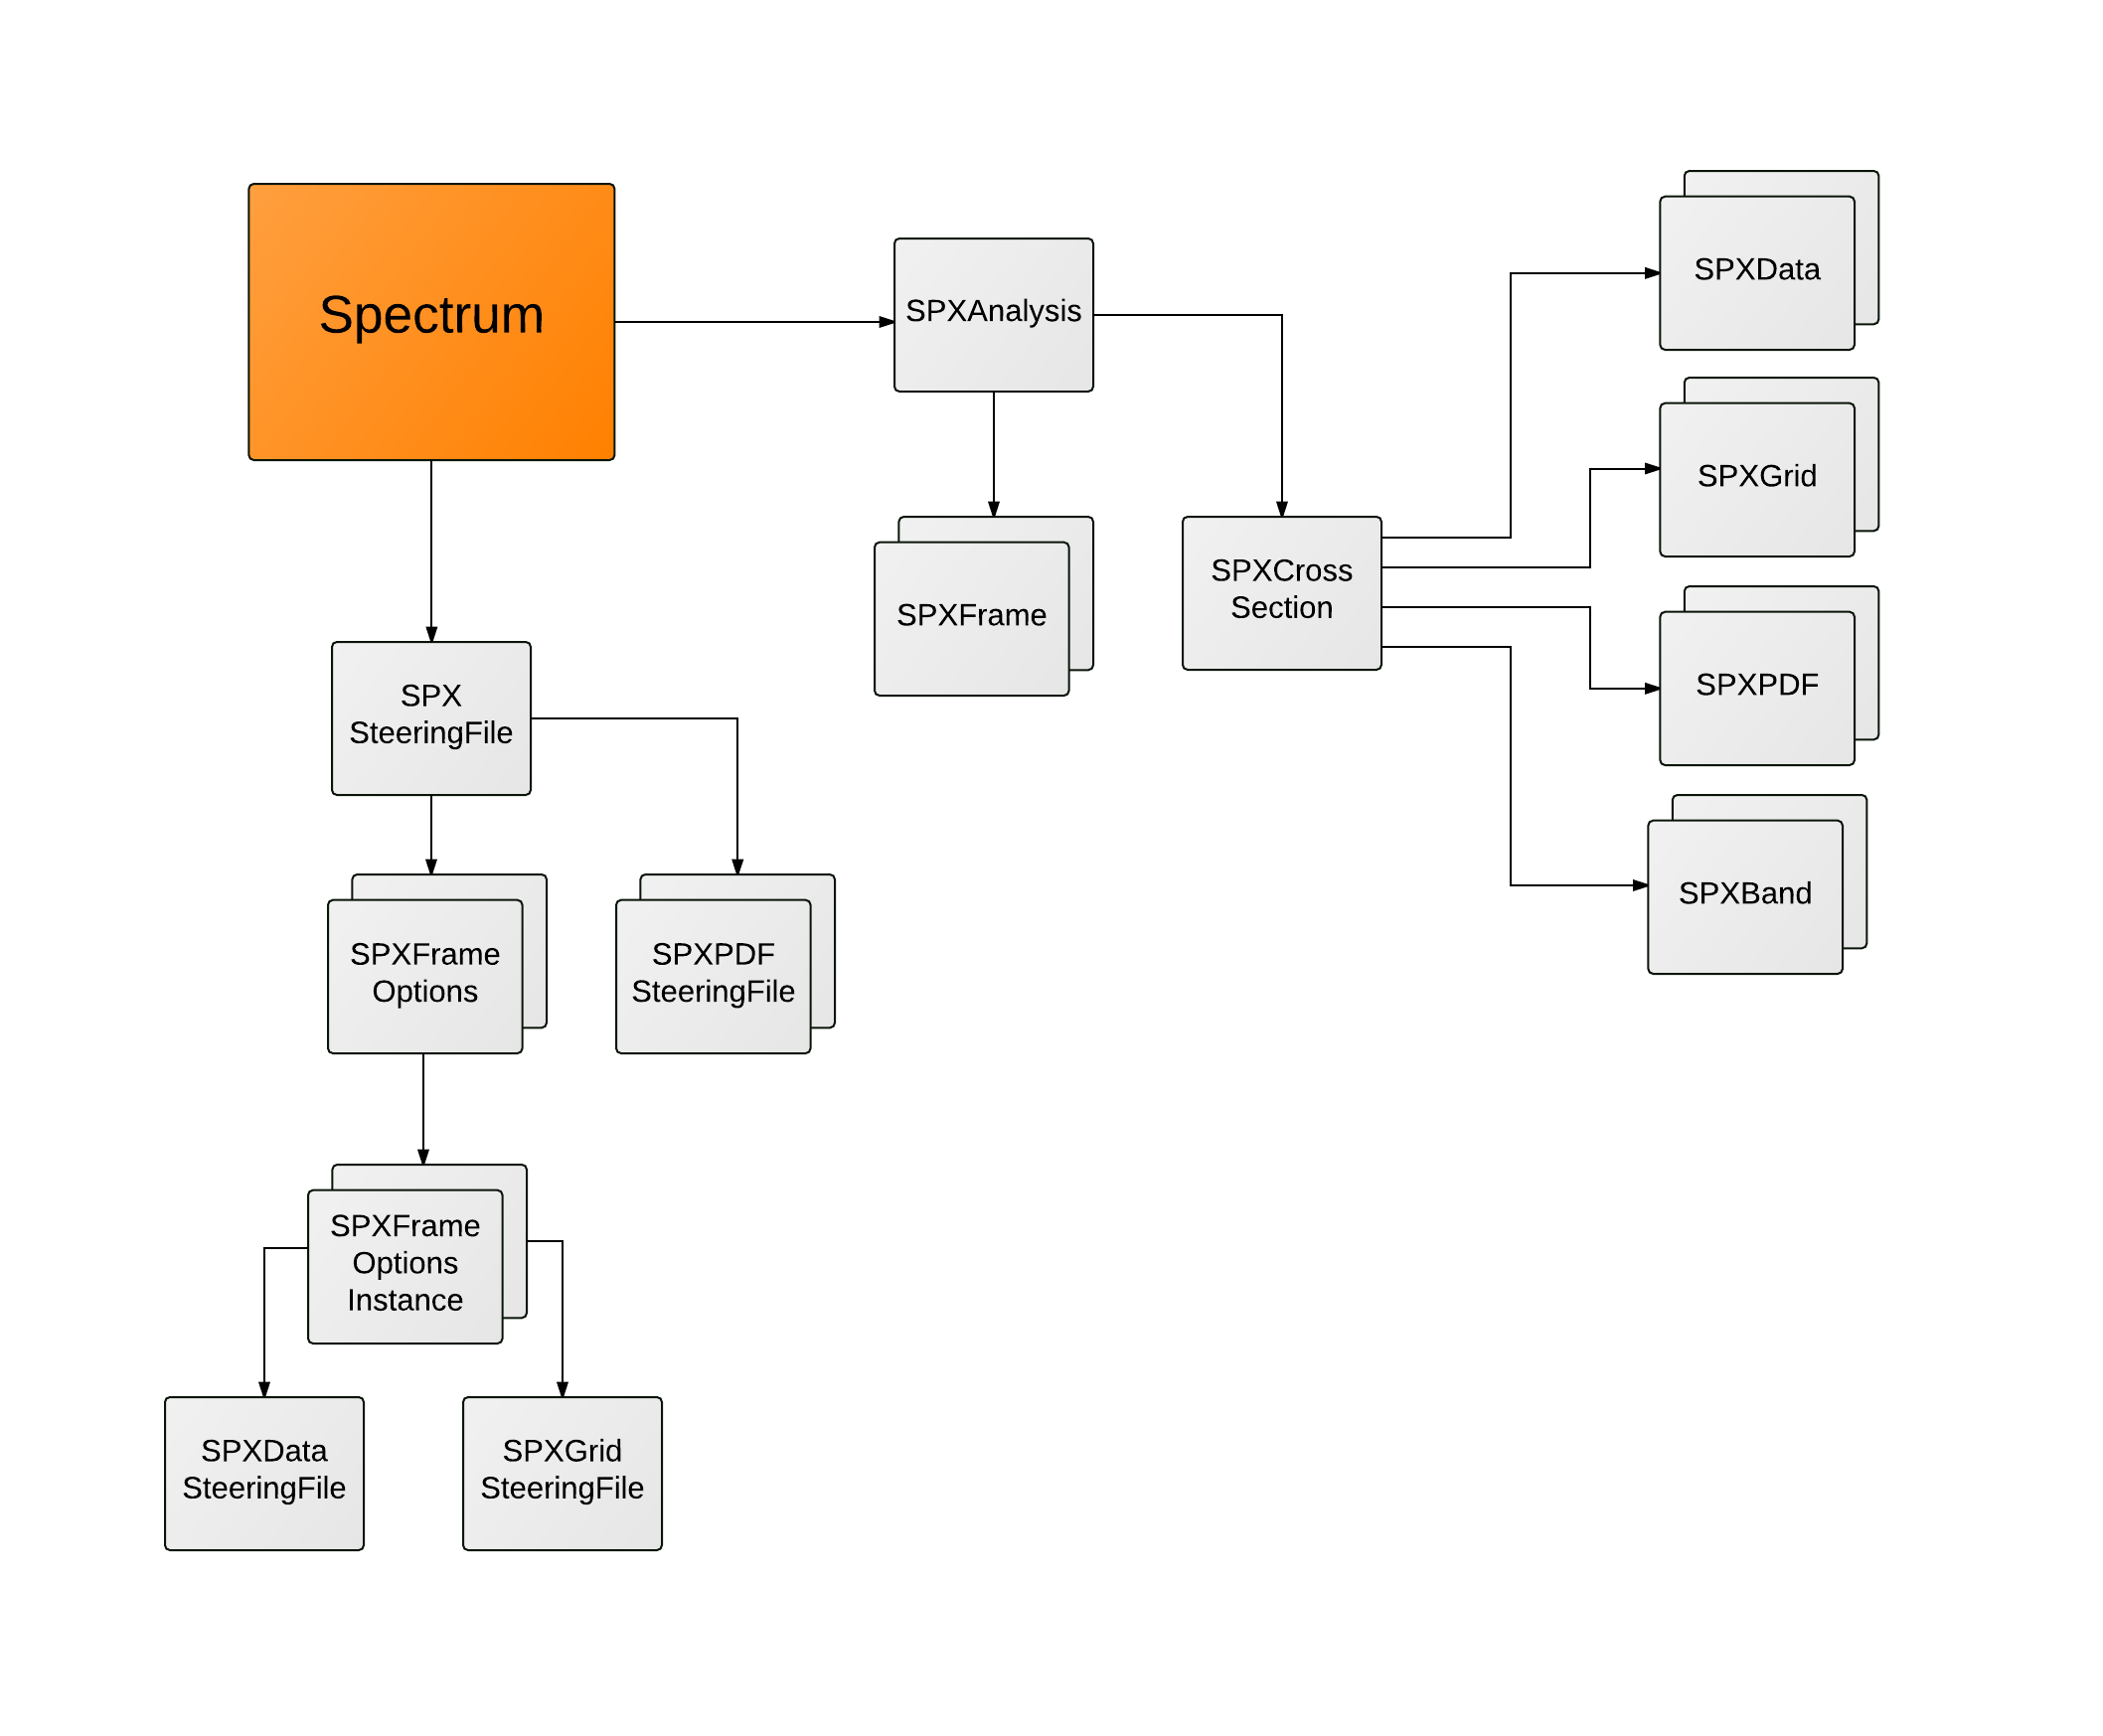 Spectrum
SPXAnalysis
SPXData
SPXGrid
SPXFrame
SPXCross
Section
SPXPDF
SPXBand
SPX
SteeringFile
SPXFrame
Options
SPXPDF
SteeringFile
SPXFrame
Options
Instance
SPXData
SteeringFile
SPXGrid
SteeringFile